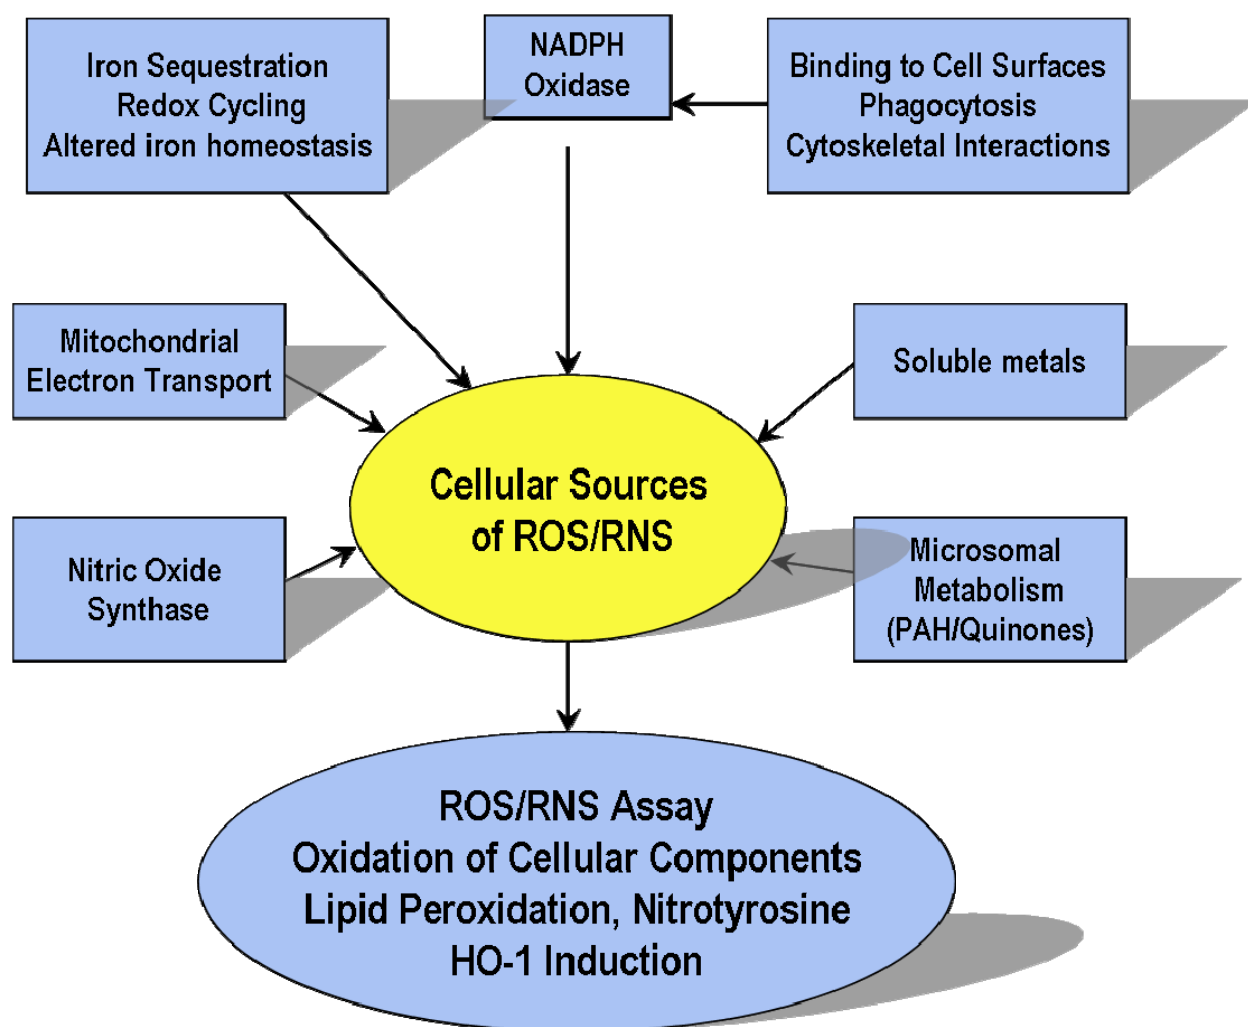 Iron Sequestration
Redox Cycling
Altered iron homeostasis
NADPH
Oxidase
Binding to Cell Surfaces
Phagocytosis
Cytoskeletal Interactions
Mitochondrial
Electron Transport
Soluble metals
Cellular Sources
of ROS/RNS
Nitric Oxide
Synthase
Microsomal
Metabolism
(PAH/Quinones)
ROS/RNS Assay
Oxidation of Cellular Components
Lipid Peroxidation, Nitrotyrosine
HO-1 Induction